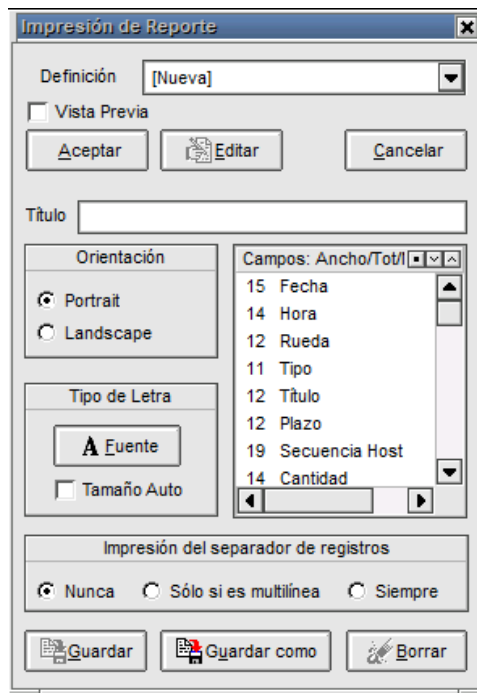 Impresión de Reporte
Definición [Nueva]
Vista Previa
Aceptar Editar Cancelar
Título
Orientación
Portrait
Landscape
Tipo de Letra
A Fuente
Tamaño Auto
Campos: Ancho/Tot/
15 Fecha
14 Hora
12 Rueda
11 Tipo
12 Título
12 Plazo
19 Secuencia Host
14 Cantidad
Impresión del separador de registros
Nunca Sólo si es multilínea Siempre
Guardar Guardar como Borrar